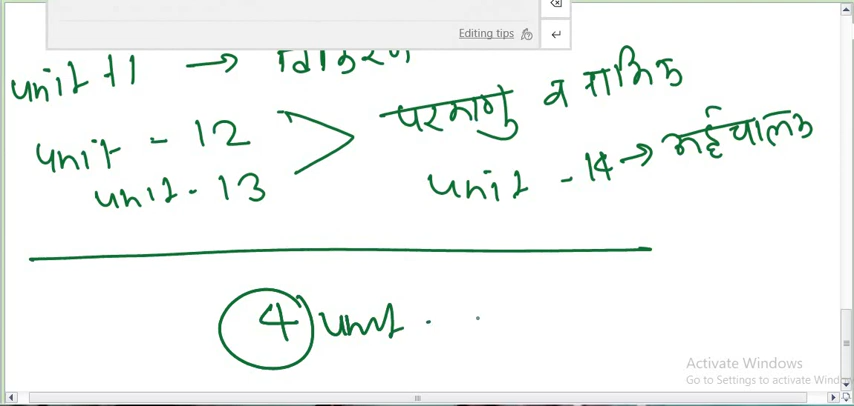 Editing tips
unit 11 → विकिरण
unit - 12
unit - 13
परमाणु व नाभिक
unit - 14 → अर्द्धचालक
4 unit .
Activate Windows
Go to Settings to activate Wind